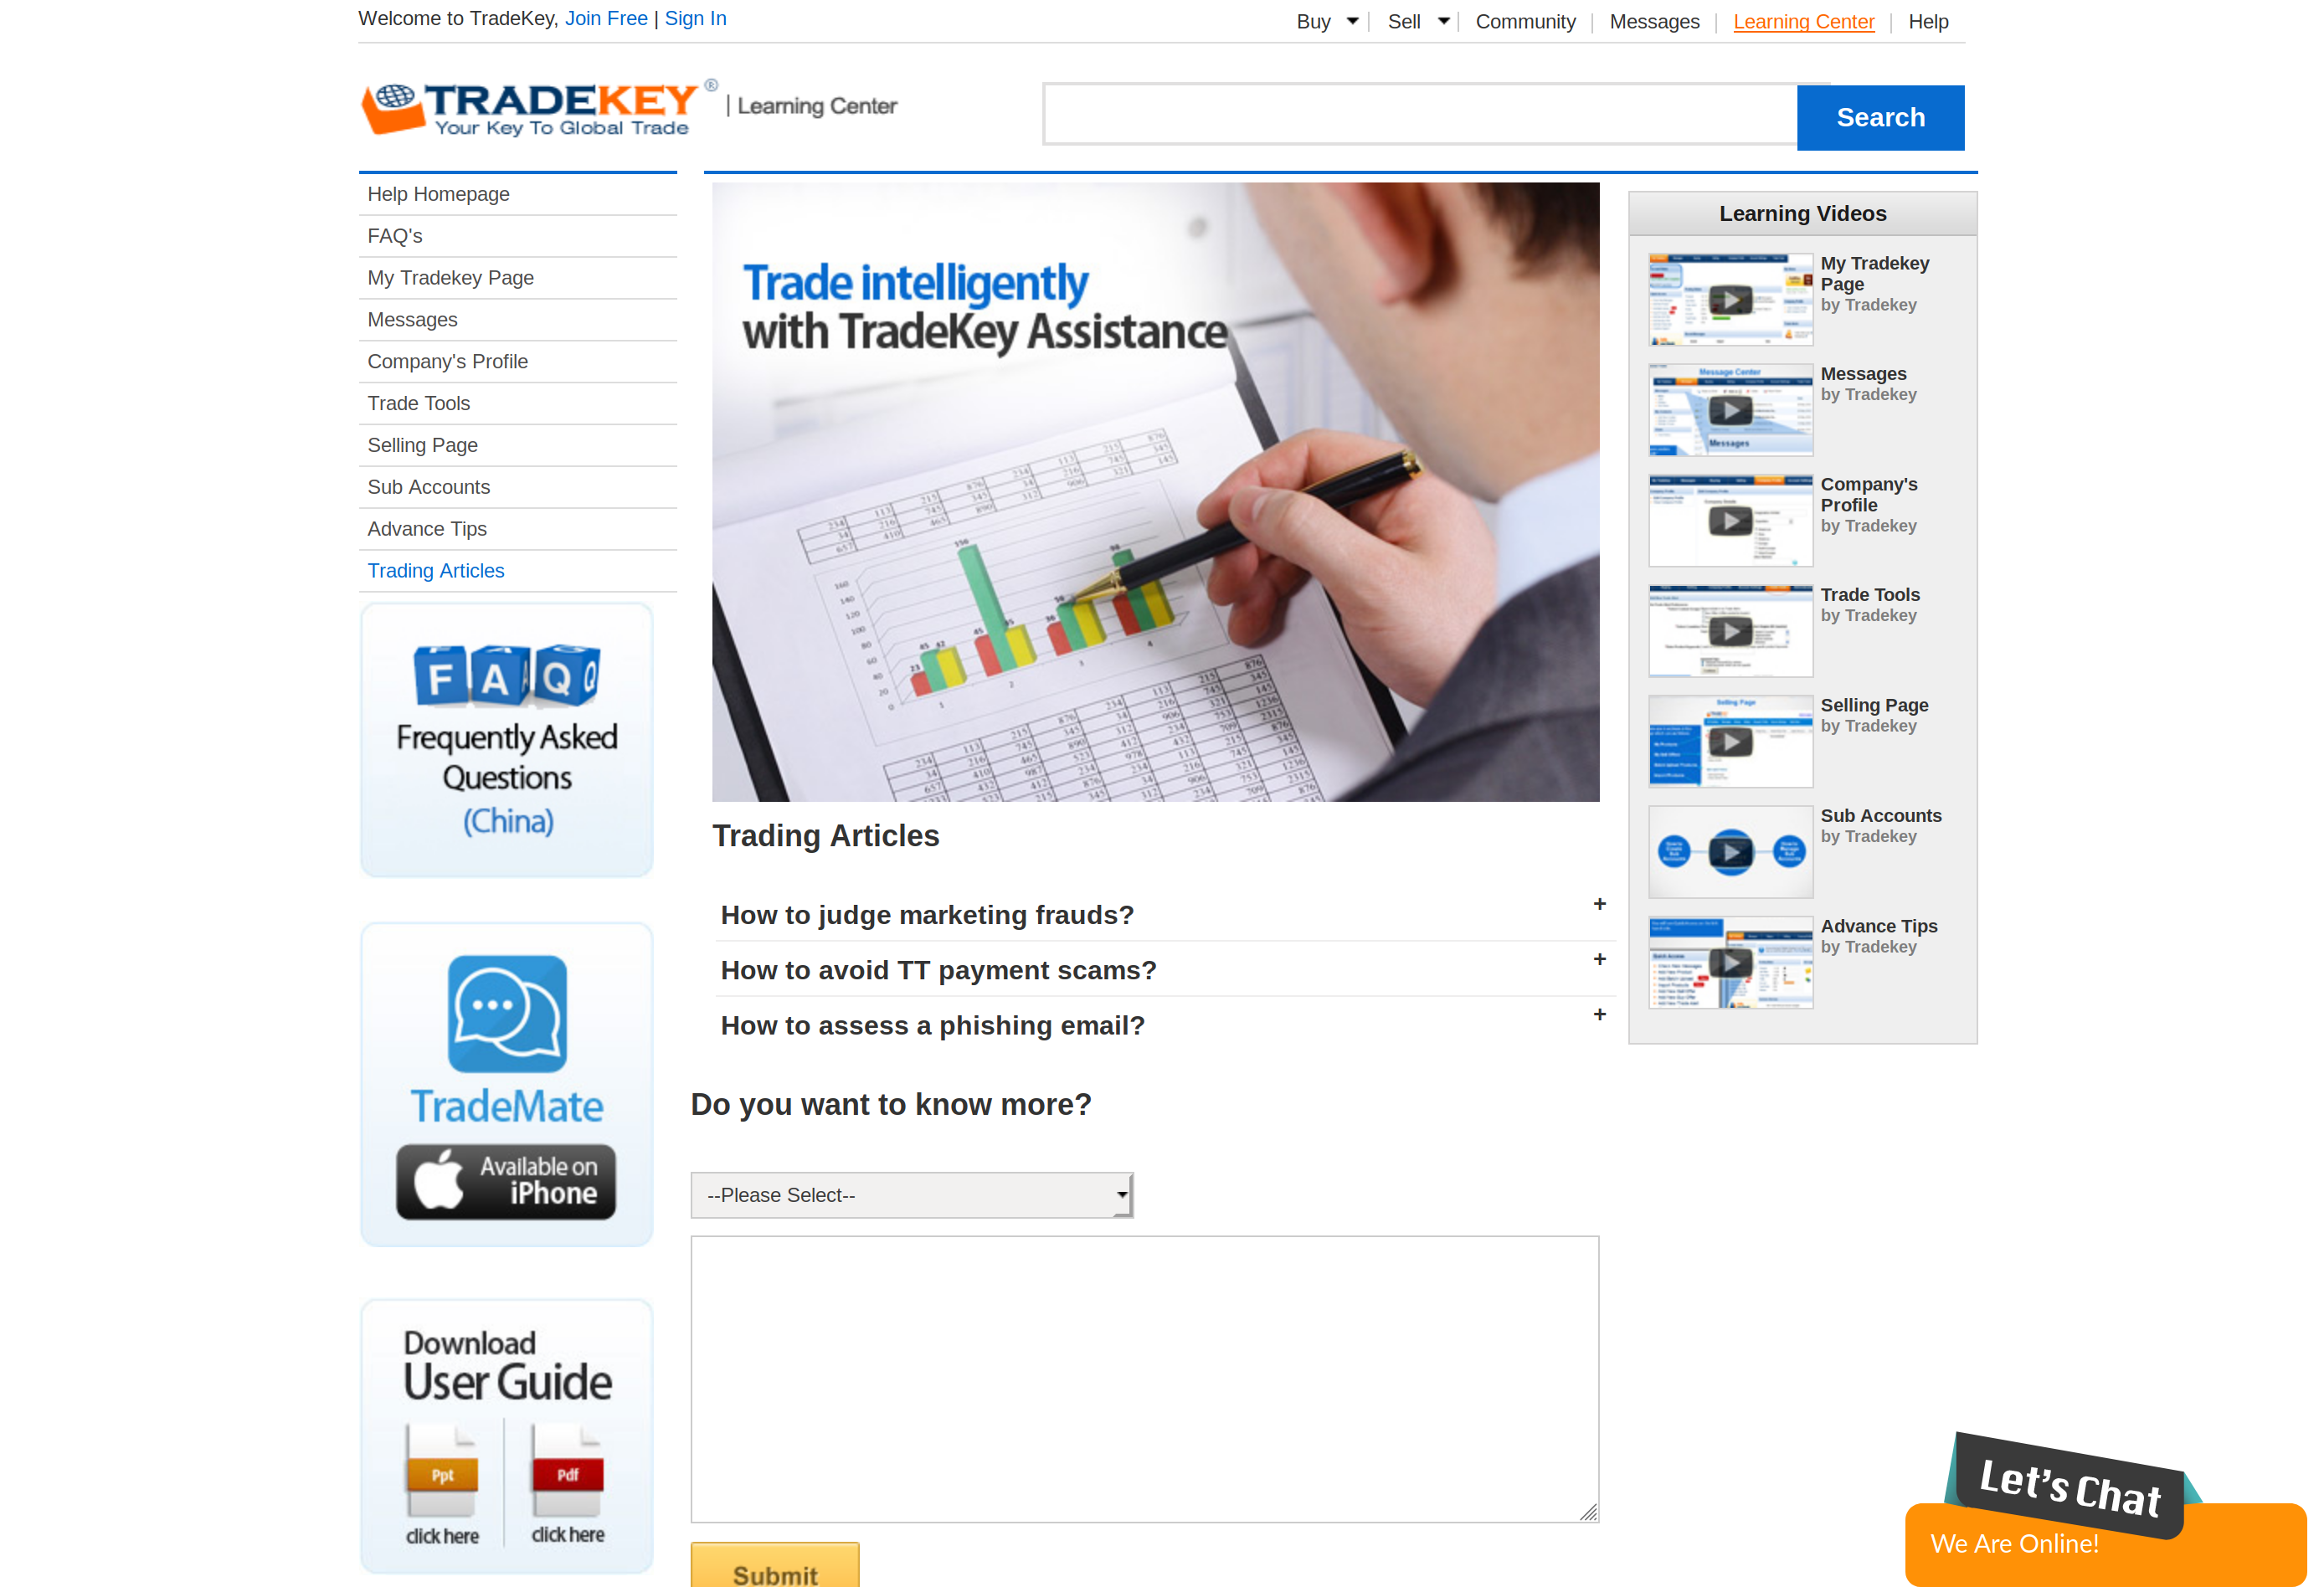 Welcome to TradeKey, Join Free | Sign In
Buy | Sell | Community | Messages | Learning Center | Help
TRADEKEY ®
Your Key To Global Trade
| Learning Center
Search
Help Homepage
FAQ's
My Tradekey Page
Messages
Company's Profile
Trade Tools
Selling Page
Sub Accounts
Advance Tips
Trading Articles
FAQ
Frequently Asked
Questions
(China)
TradeMate
Available on
iPhone
Download
User Guide
Ppt
click here
Pdf
click here
Trade intelligently
with TradeKey Assistance
Trading Articles
How to judge marketing frauds?
+
How to avoid TT payment scams?
+
How to assess a phishing email?
+
Do you want to know more?
--Please Select--
Submit
Learning Videos
My Tradekey
Page
by Tradekey
Message Center
Messages
Messages
by Tradekey
Company's
Profile
by Tradekey
Trade Tools
by Tradekey
Selling Page
Selling Page
by Tradekey
Sub Accounts
by Tradekey
Advance Tips
by Tradekey
Let's Chat
We Are Online!